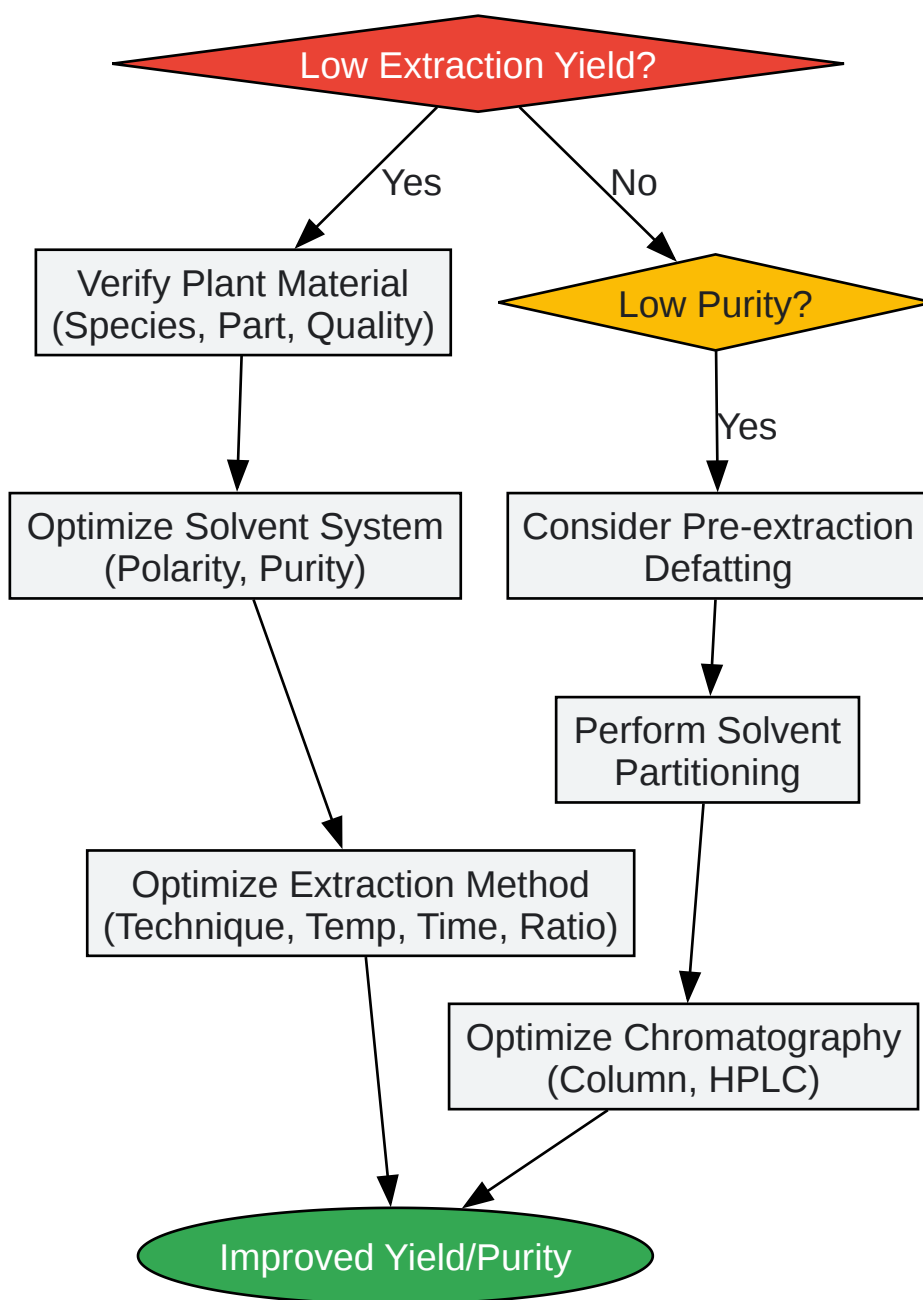 Low Extraction Yield?
Yes
No
Verify Plant Material
(Species, Part, Quality)
Low Purity?
Yes
Optimize Solvent System
(Polarity, Purity)
Consider Pre-extraction
Defatting
Perform Solvent
Partitioning
Optimize Extraction Method
(Technique, Temp, Time, Ratio)
Optimize Chromatography
(Column, HPLC)
Improved Yield/Purity